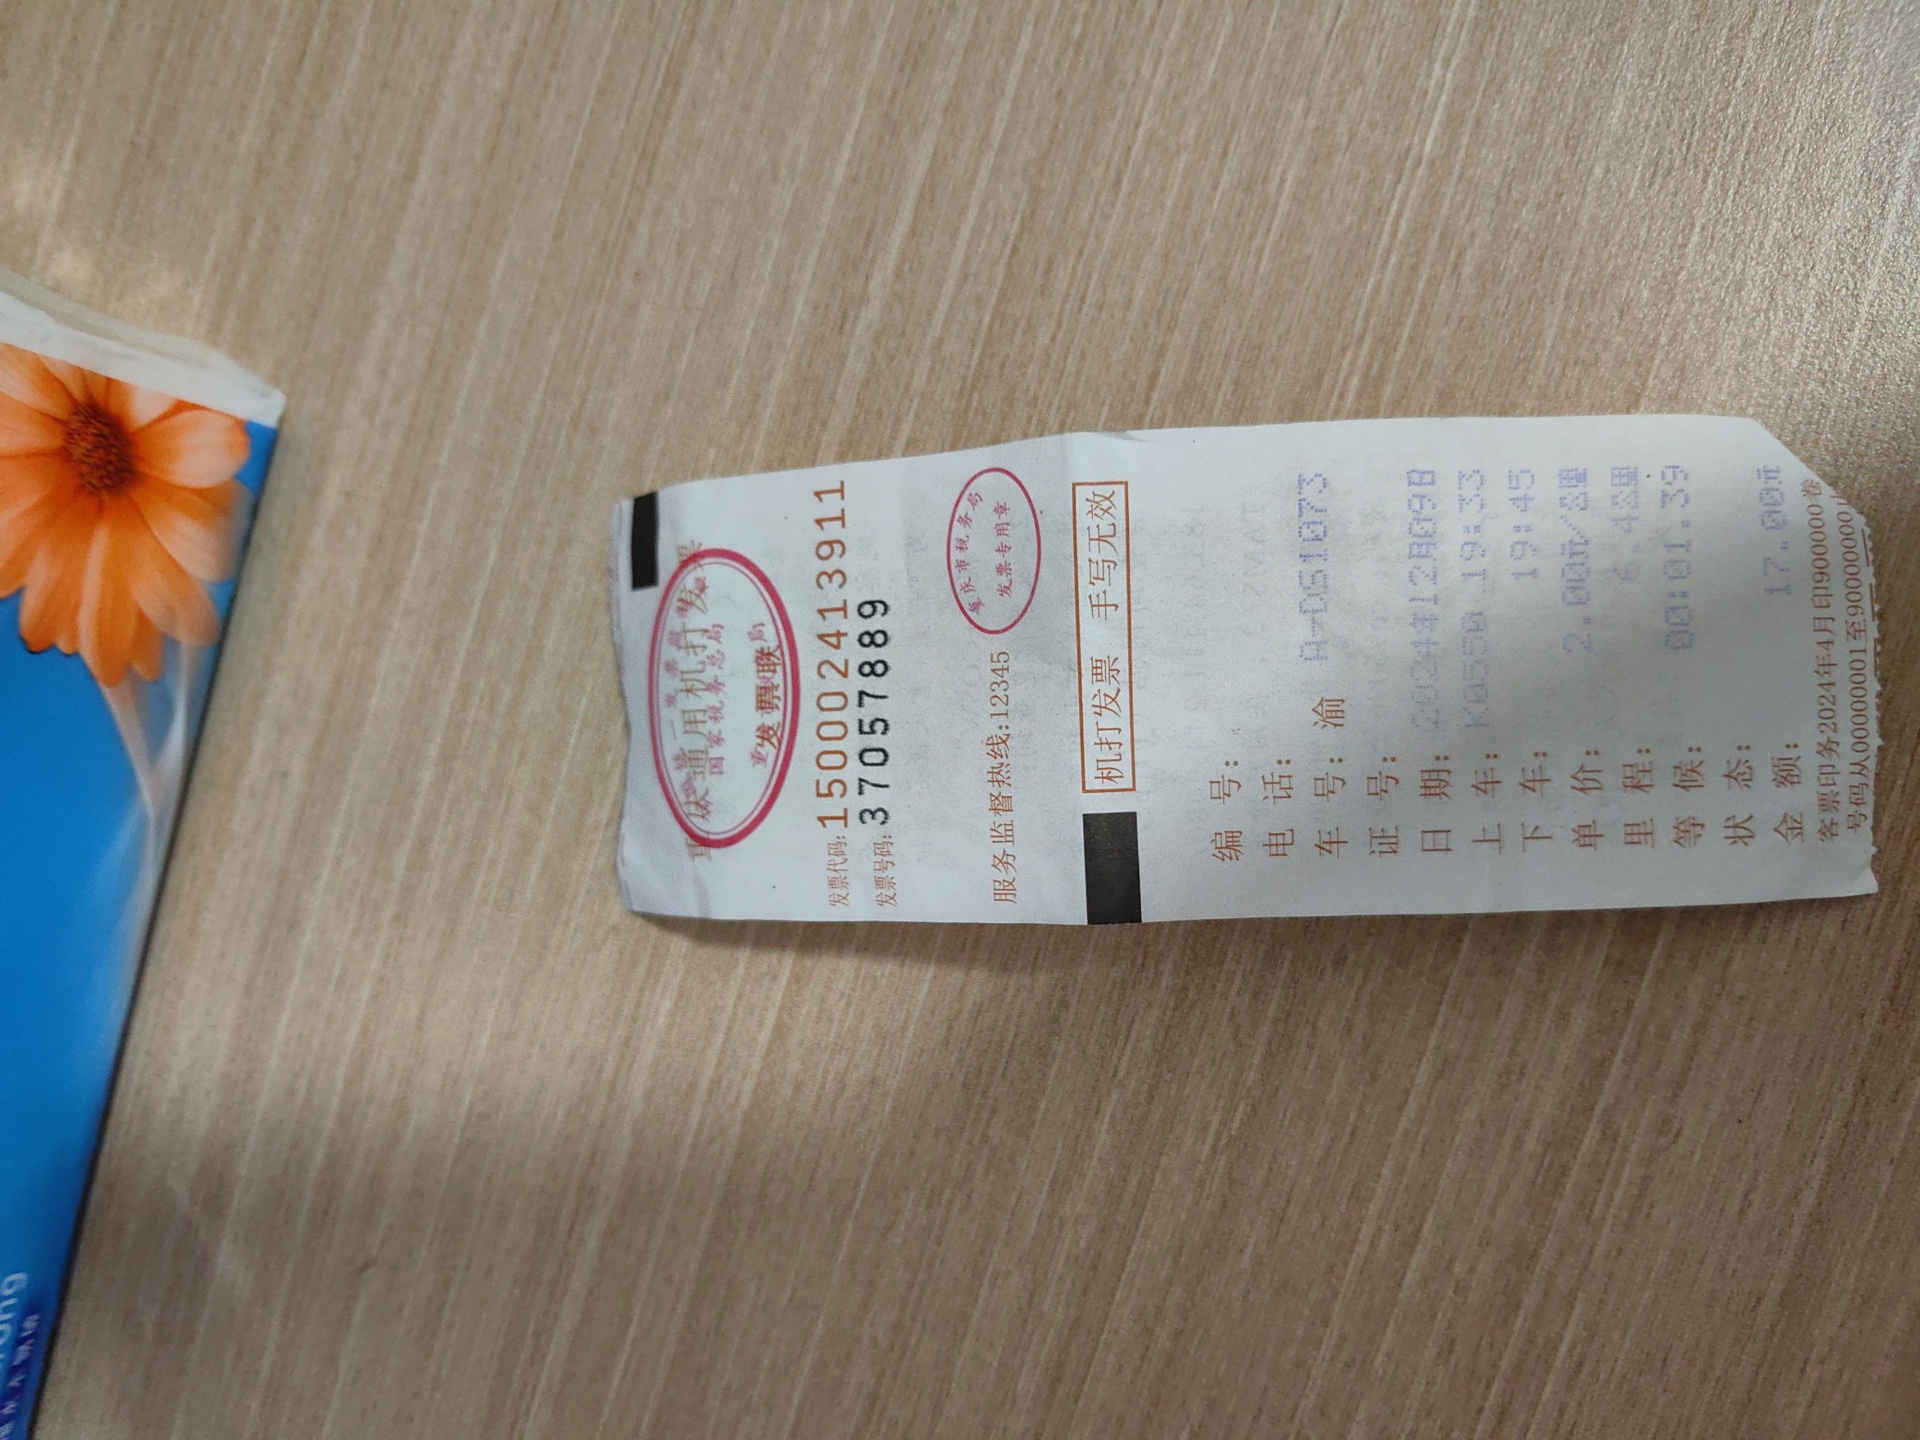 重庆通用机打发票
国家税务总局
发票联
发票代码:150002413911
发票号码:37057889
服务监督热线:12345
重庆市税务局
发票专用章
机打发票 手写无效
编号:
电话:
车号: 渝 A-D51073
证号:
日期: 2024年12月09日
上车: K0550 19:33
下车: 19:45
单价: 2.00元/公里
里程: 6.4公里
等候: 00:01.39
状态:
金额: 17.00元
客票印务2024年4月印900000卷
号码从00000001至90000000